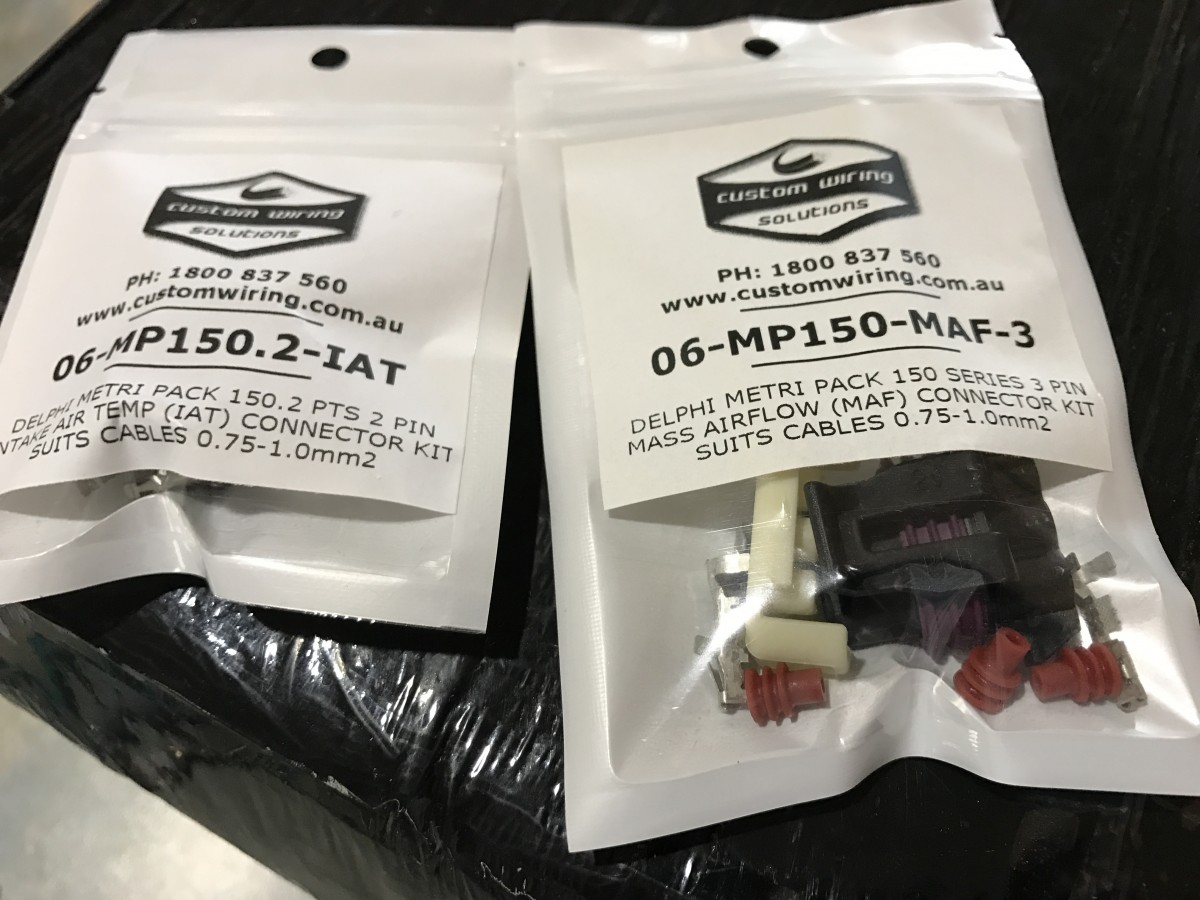 custom wiring
solutions
PH: 1800 837 560
www.customwiring.com.au
06-MP150.2-IAT
DELPHI METRI PACK 150.2 PTS 2 PIN
NTAKE AIR TEMP (IAT) CONNECTOR KIT
SUITS CABLES 0.75-1.0mm2
custom wiring
solutions
PH: 1800 837 560
www.customwiring.com.au
06-MP150-MAF-3
DELPHI METRI PACK 150 SERIES 3 PIN
MASS AIRFLOW (MAF) CONNECTOR KIT
SUITS CABLES 0.75-1.0mm2